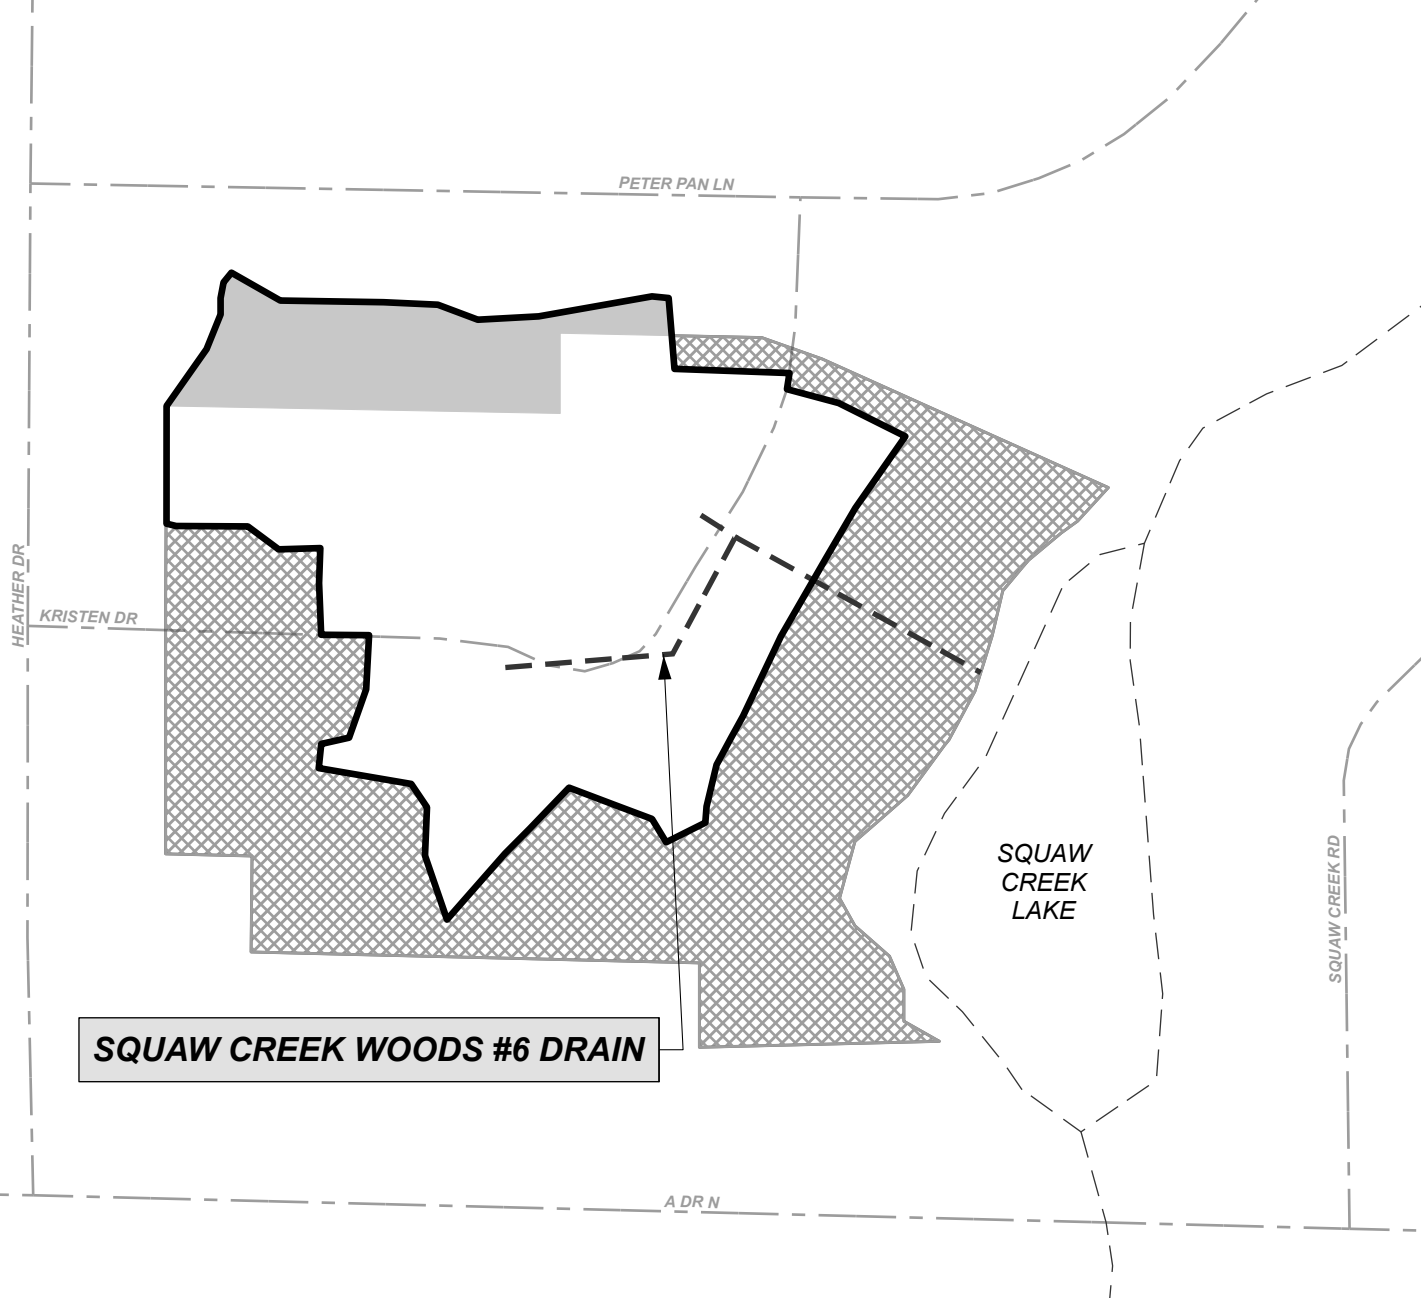 PETER PAN LN
HEATHER DR
KRISTEN DR
SQUAW
CREEK
LAKE
SQUAW CREEK RD
SQUAW CREEK WOODS #6 DRAIN
A DR N